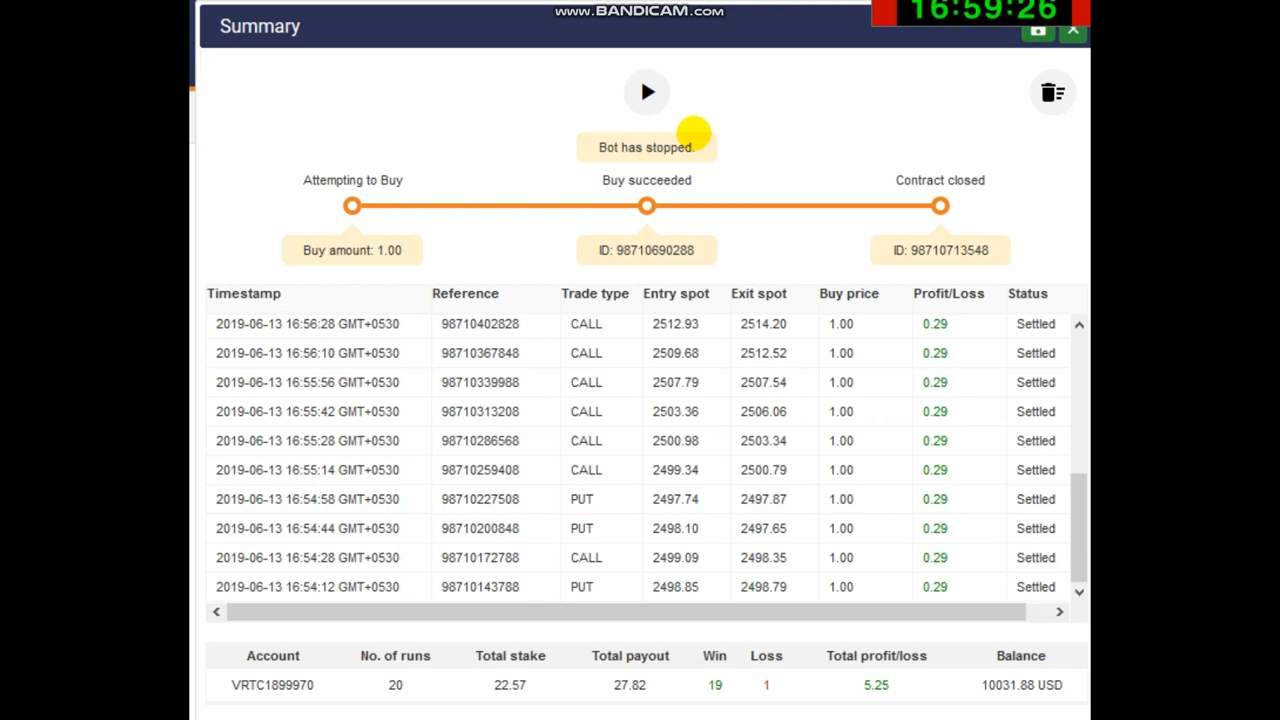 www.BANDICAM.com
16:59:26
Summary
Bot has stopped.
Attempting to Buy Buy succeeded Contract closed
Buy amount: 1.00 ID: 98710690288 ID: 98710713548
Timestamp Reference Trade type Entry spot Exit spot Buy price Profit/Loss Status
2019-06-13 16:56:28 GMT+0530 98710402828 CALL 2512.93 2514.20 1.00 0.29 Settled
2019-06-13 16:56:10 GMT+0530 98710367848 CALL 2509.68 2512.52 1.00 0.29 Settled
2019-06-13 16:55:56 GMT+0530 98710339988 CALL 2507.79 2507.54 1.00 0.29 Settled
2019-06-13 16:55:42 GMT+0530 98710313208 CALL 2503.36 2506.06 1.00 0.29 Settled
2019-06-13 16:55:28 GMT+0530 98710286568 CALL 2500.98 2503.34 1.00 0.29 Settled
2019-06-13 16:55:14 GMT+0530 98710259408 CALL 2499.34 2500.79 1.00 0.29 Settled
2019-06-13 16:54:58 GMT+0530 98710227508 PUT 2497.74 2497.87 1.00 0.29 Settled
2019-06-13 16:54:44 GMT+0530 98710200848 PUT 2498.10 2497.65 1.00 0.29 Settled
2019-06-13 16:54:28 GMT+0530 98710172788 CALL 2499.09 2498.35 1.00 0.29 Settled
2019-06-13 16:54:12 GMT+0530 98710143788 PUT 2498.85 2498.79 1.00 0.29 Settled
Account No. of runs Total stake Total payout Win Loss Total profit/loss Balance
VRTC1899970 20 22.57 27.82 19 1 5.25 10031.88 USD